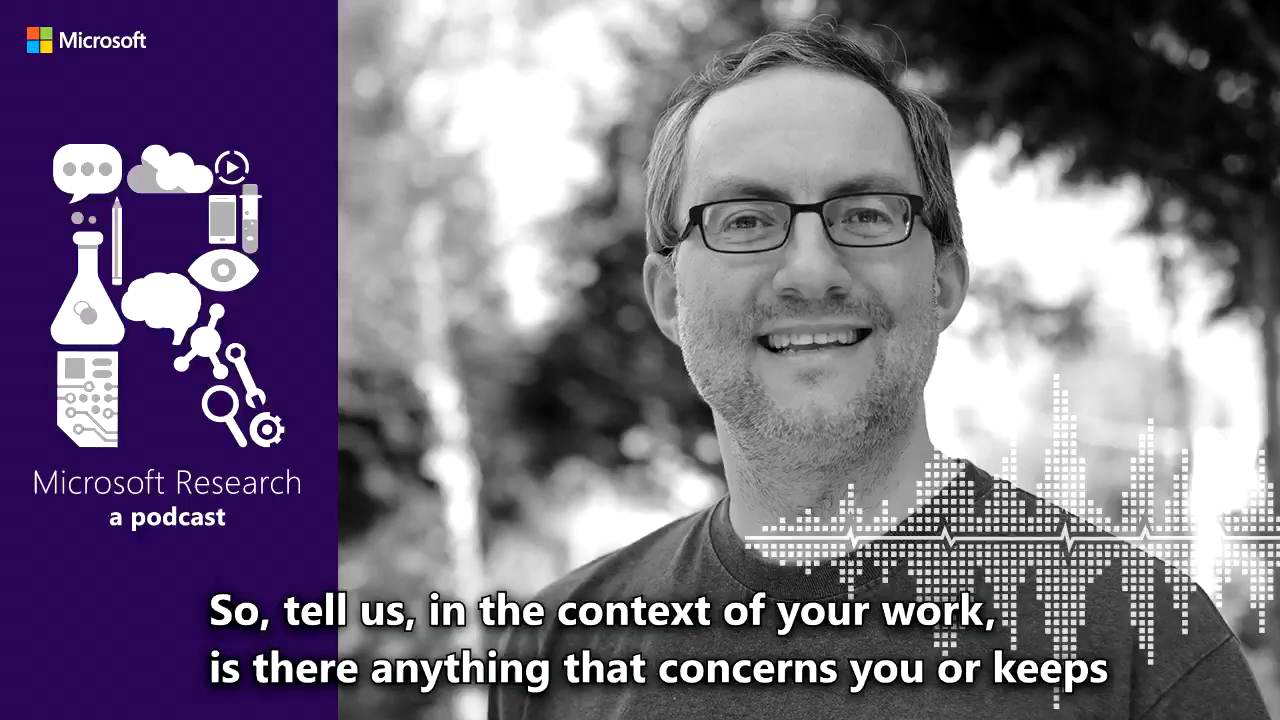 Microsoft
Microsoft Research
a podcast
So, tell us, in the context of your work,
is there anything that concerns you or keeps